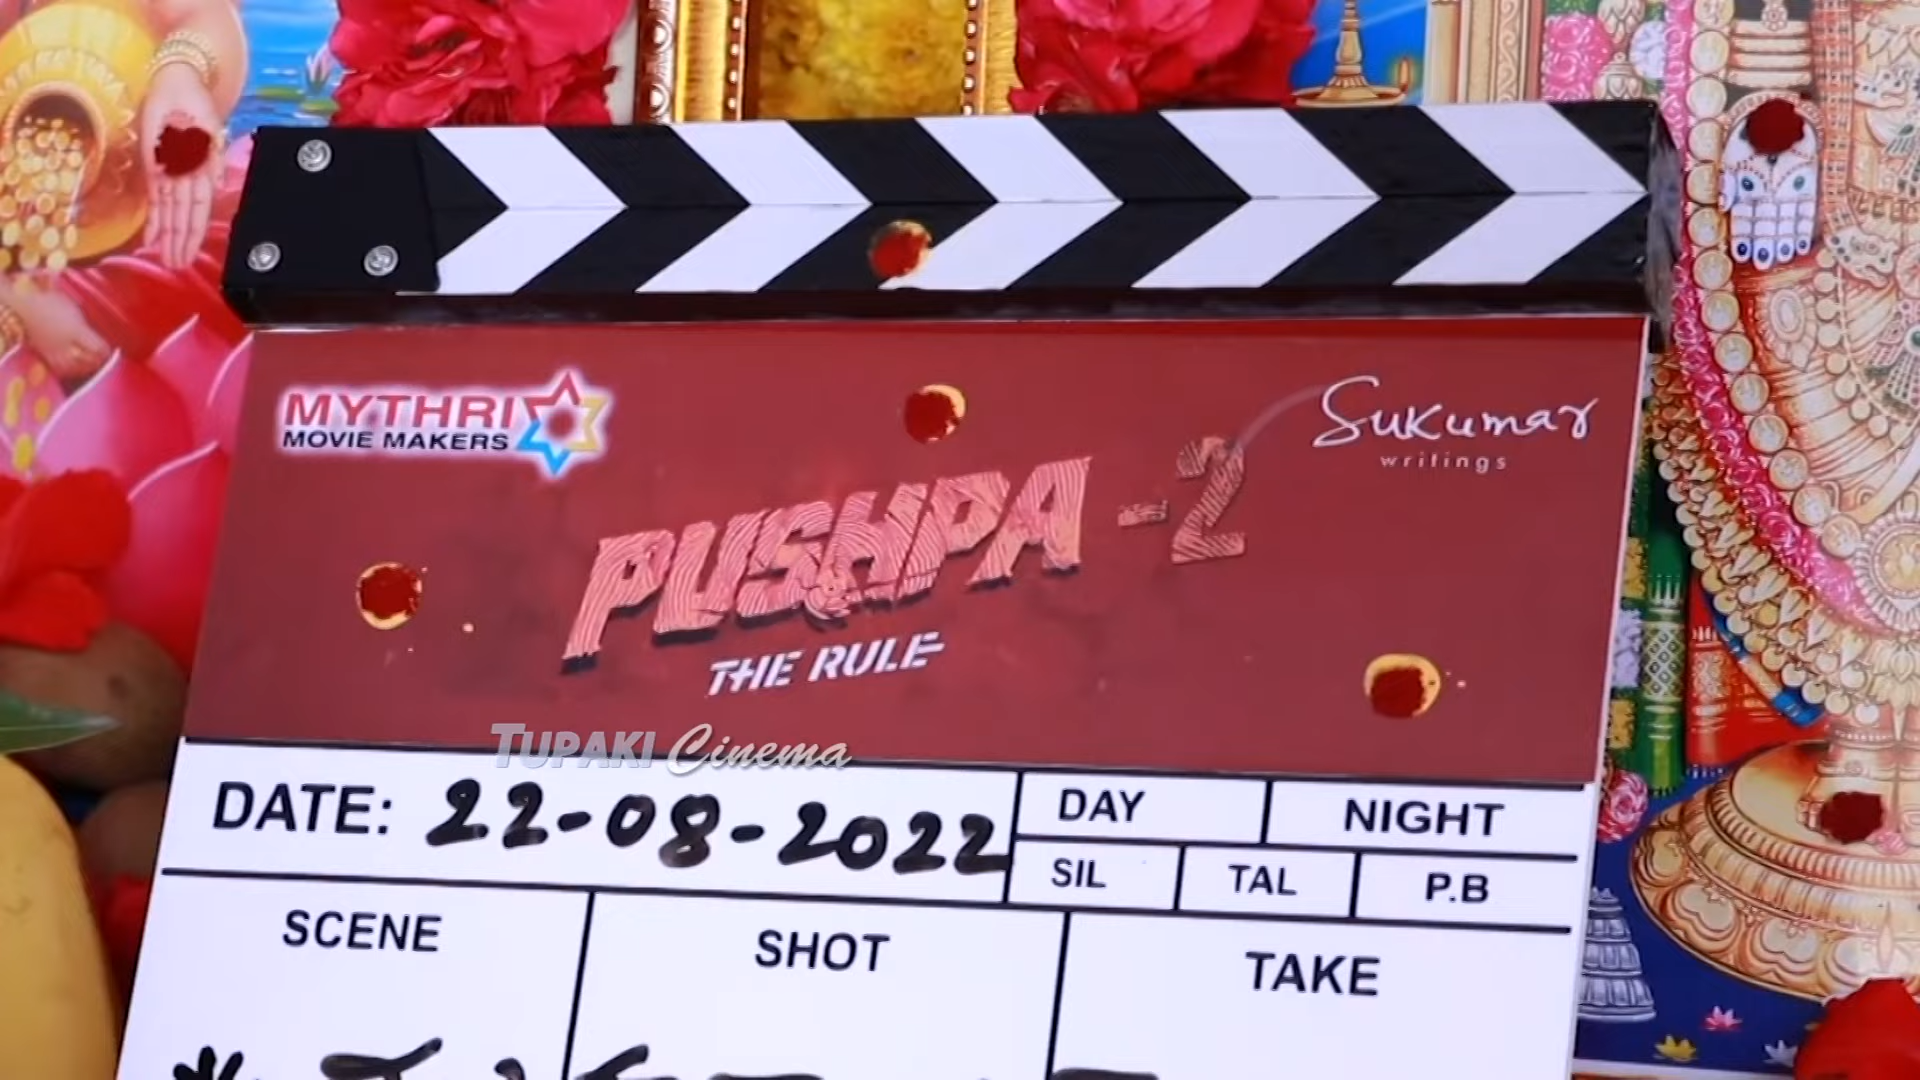 MYTHRI
MOVIE MAKERS
Sukumar
writings
PUSHPA -2
THE RULE
TUPAKI Cinema
DATE: 22-08-2022
DAY
NIGHT
SIL
TAL
P.B
SCENE
SHOT
TAKE